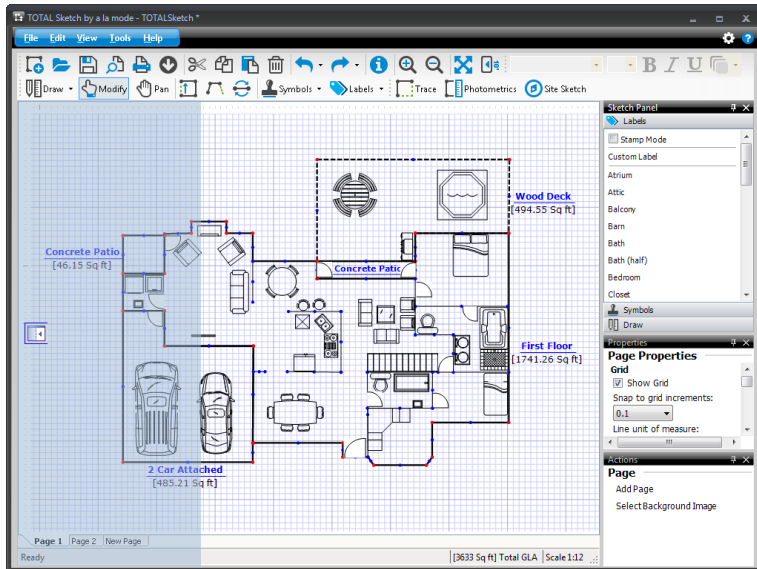 TOTAL Sketch by a la mode - TOTALSketch *
File Edit View Tools Help
B I U
Draw Modify Pan Symbols Labels Trace Photometrics Site Sketch
Sketch Panel
Labels
Stamp Mode
Custom Label
Atrium
Attic
Balcony
Barn
Bath
Bath (half)
Bedroom
Closet
Symbols
Draw
Properties
Page Properties
Grid
Show Grid
Snap to grid increments:
0.1
Line unit of measure:
Actions
Page
Add Page
Select Background Image
Wood Deck
[494.55 Sq ft]
Concrete Patio
[46.15 Sq ft]
Concrete Patio
First Floor
[1741.26 Sq ft]
2 Car Attached
[485.21 Sq ft]
Page 1 Page 2 New Page
Ready [3633 Sq ft] Total GLA Scale 1:12